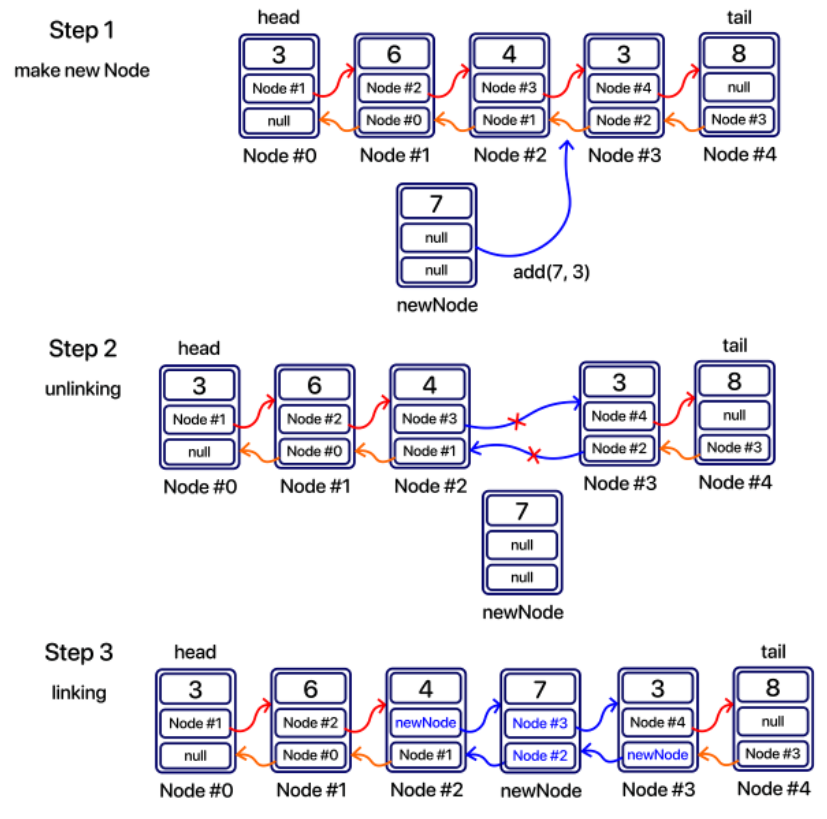 Step 1
make new Node
head
tail
3 6 4 3 8
Node #1 Node #2 Node #3 Node #4 null
null Node #0 Node #1 Node #2 Node #3
Node #0 Node #1 Node #2 Node #3 Node #4
7
null
null
add(7, 3)
newNode
Step 2
unlinking
head
tail
3 6 4 3 8
Node #1 Node #2 Node #3 Node #4 null
null Node #0 Node #1 Node #2 Node #3
Node #0 Node #1 Node #2 Node #3 Node #4
7
null
null
newNode
Step 3
linking
head
tail
3 6 4 7 3 8
Node #1 Node #2 newNode Node #3 Node #4 null
null Node #0 Node #1 Node #2 newNode Node #3
Node #0 Node #1 Node #2 newNode Node #3 Node #4